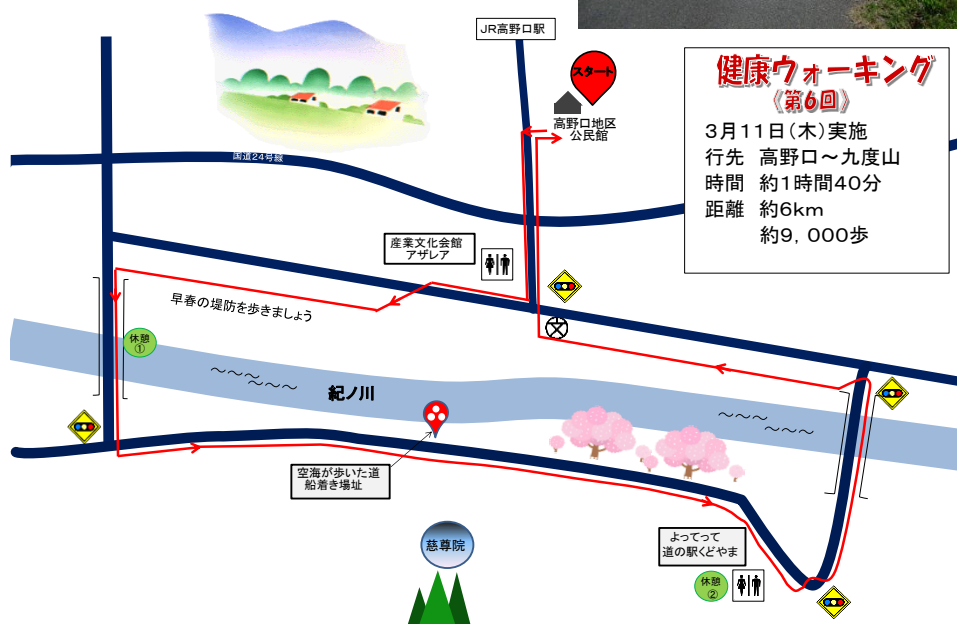 JR高野口駅
スタート
高野口地区
公民館
健康ウォーキング
《第6回》
3月11日(木)実施
行先 高野口～九度山
時間 約1時間40分
距離 約6km
約9,000歩
国道24号線
産業文化会館
アザレア
早春の堤防を歩きましょう
休憩
①
紀ノ川
空海が歩いた道
船着き場址
よってって
道の駅くどやま
慈尊院
休憩
②